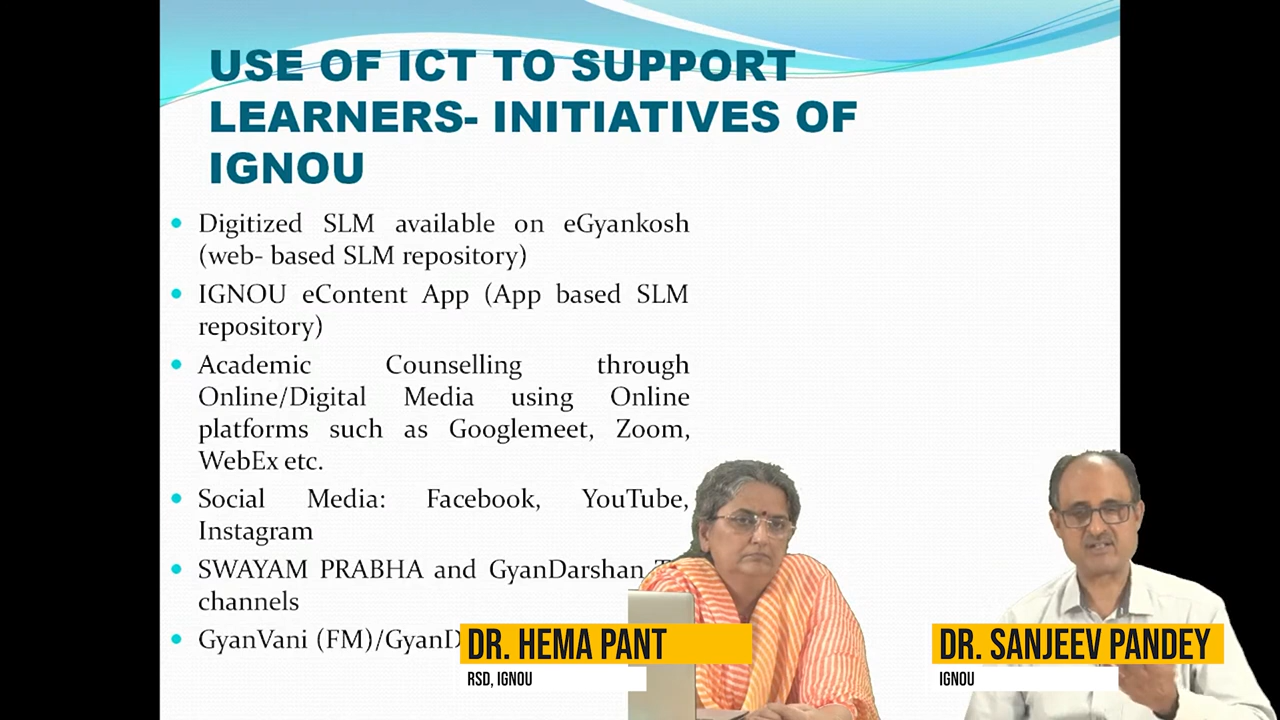 USE OF ICT TO SUPPORT
LEARNERS- INITIATIVES OF
IGNOU
• Digitized SLM available on eGyankosh
(web- based SLM repository)
• IGNOU eContent App (App based SLM
repository)
• Academic Counselling through
Online/Digital Media using Online
platforms such as Googlemeet, Zoom,
WebEx etc.
• Social Media: Facebook, YouTube,
Instagram
• SWAYAM PRABHA and GyanDarshan
channels
• GyanVani (FM)/
DR. HEMA PANT
RSD, IGNOU
DR. SANJEEV PANDEY
IGNOU